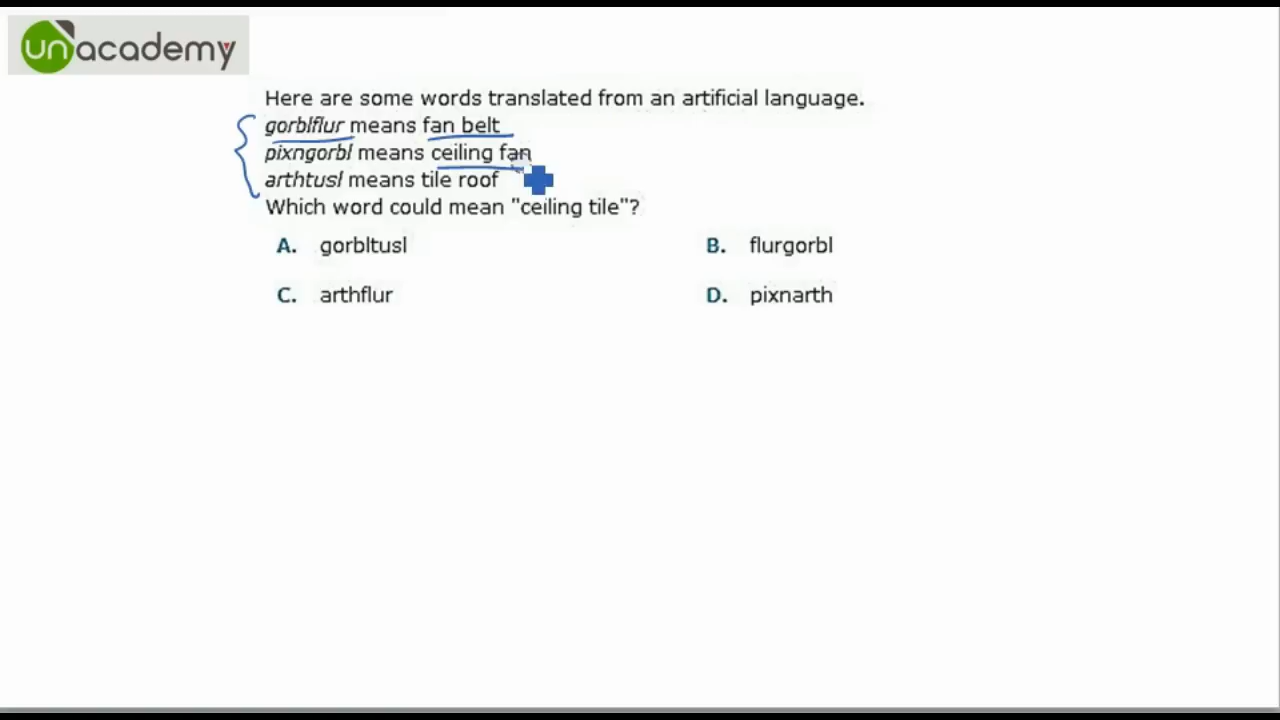 unacademy
Here are some words translated from an artificial language.
gorblflur means fan belt
pixngorbl means ceiling fan
arthtusl means tile roof
Which word could mean "ceiling tile"?
A. gorbltusl B. flurgorbl
C. arthflur D. pixnarth